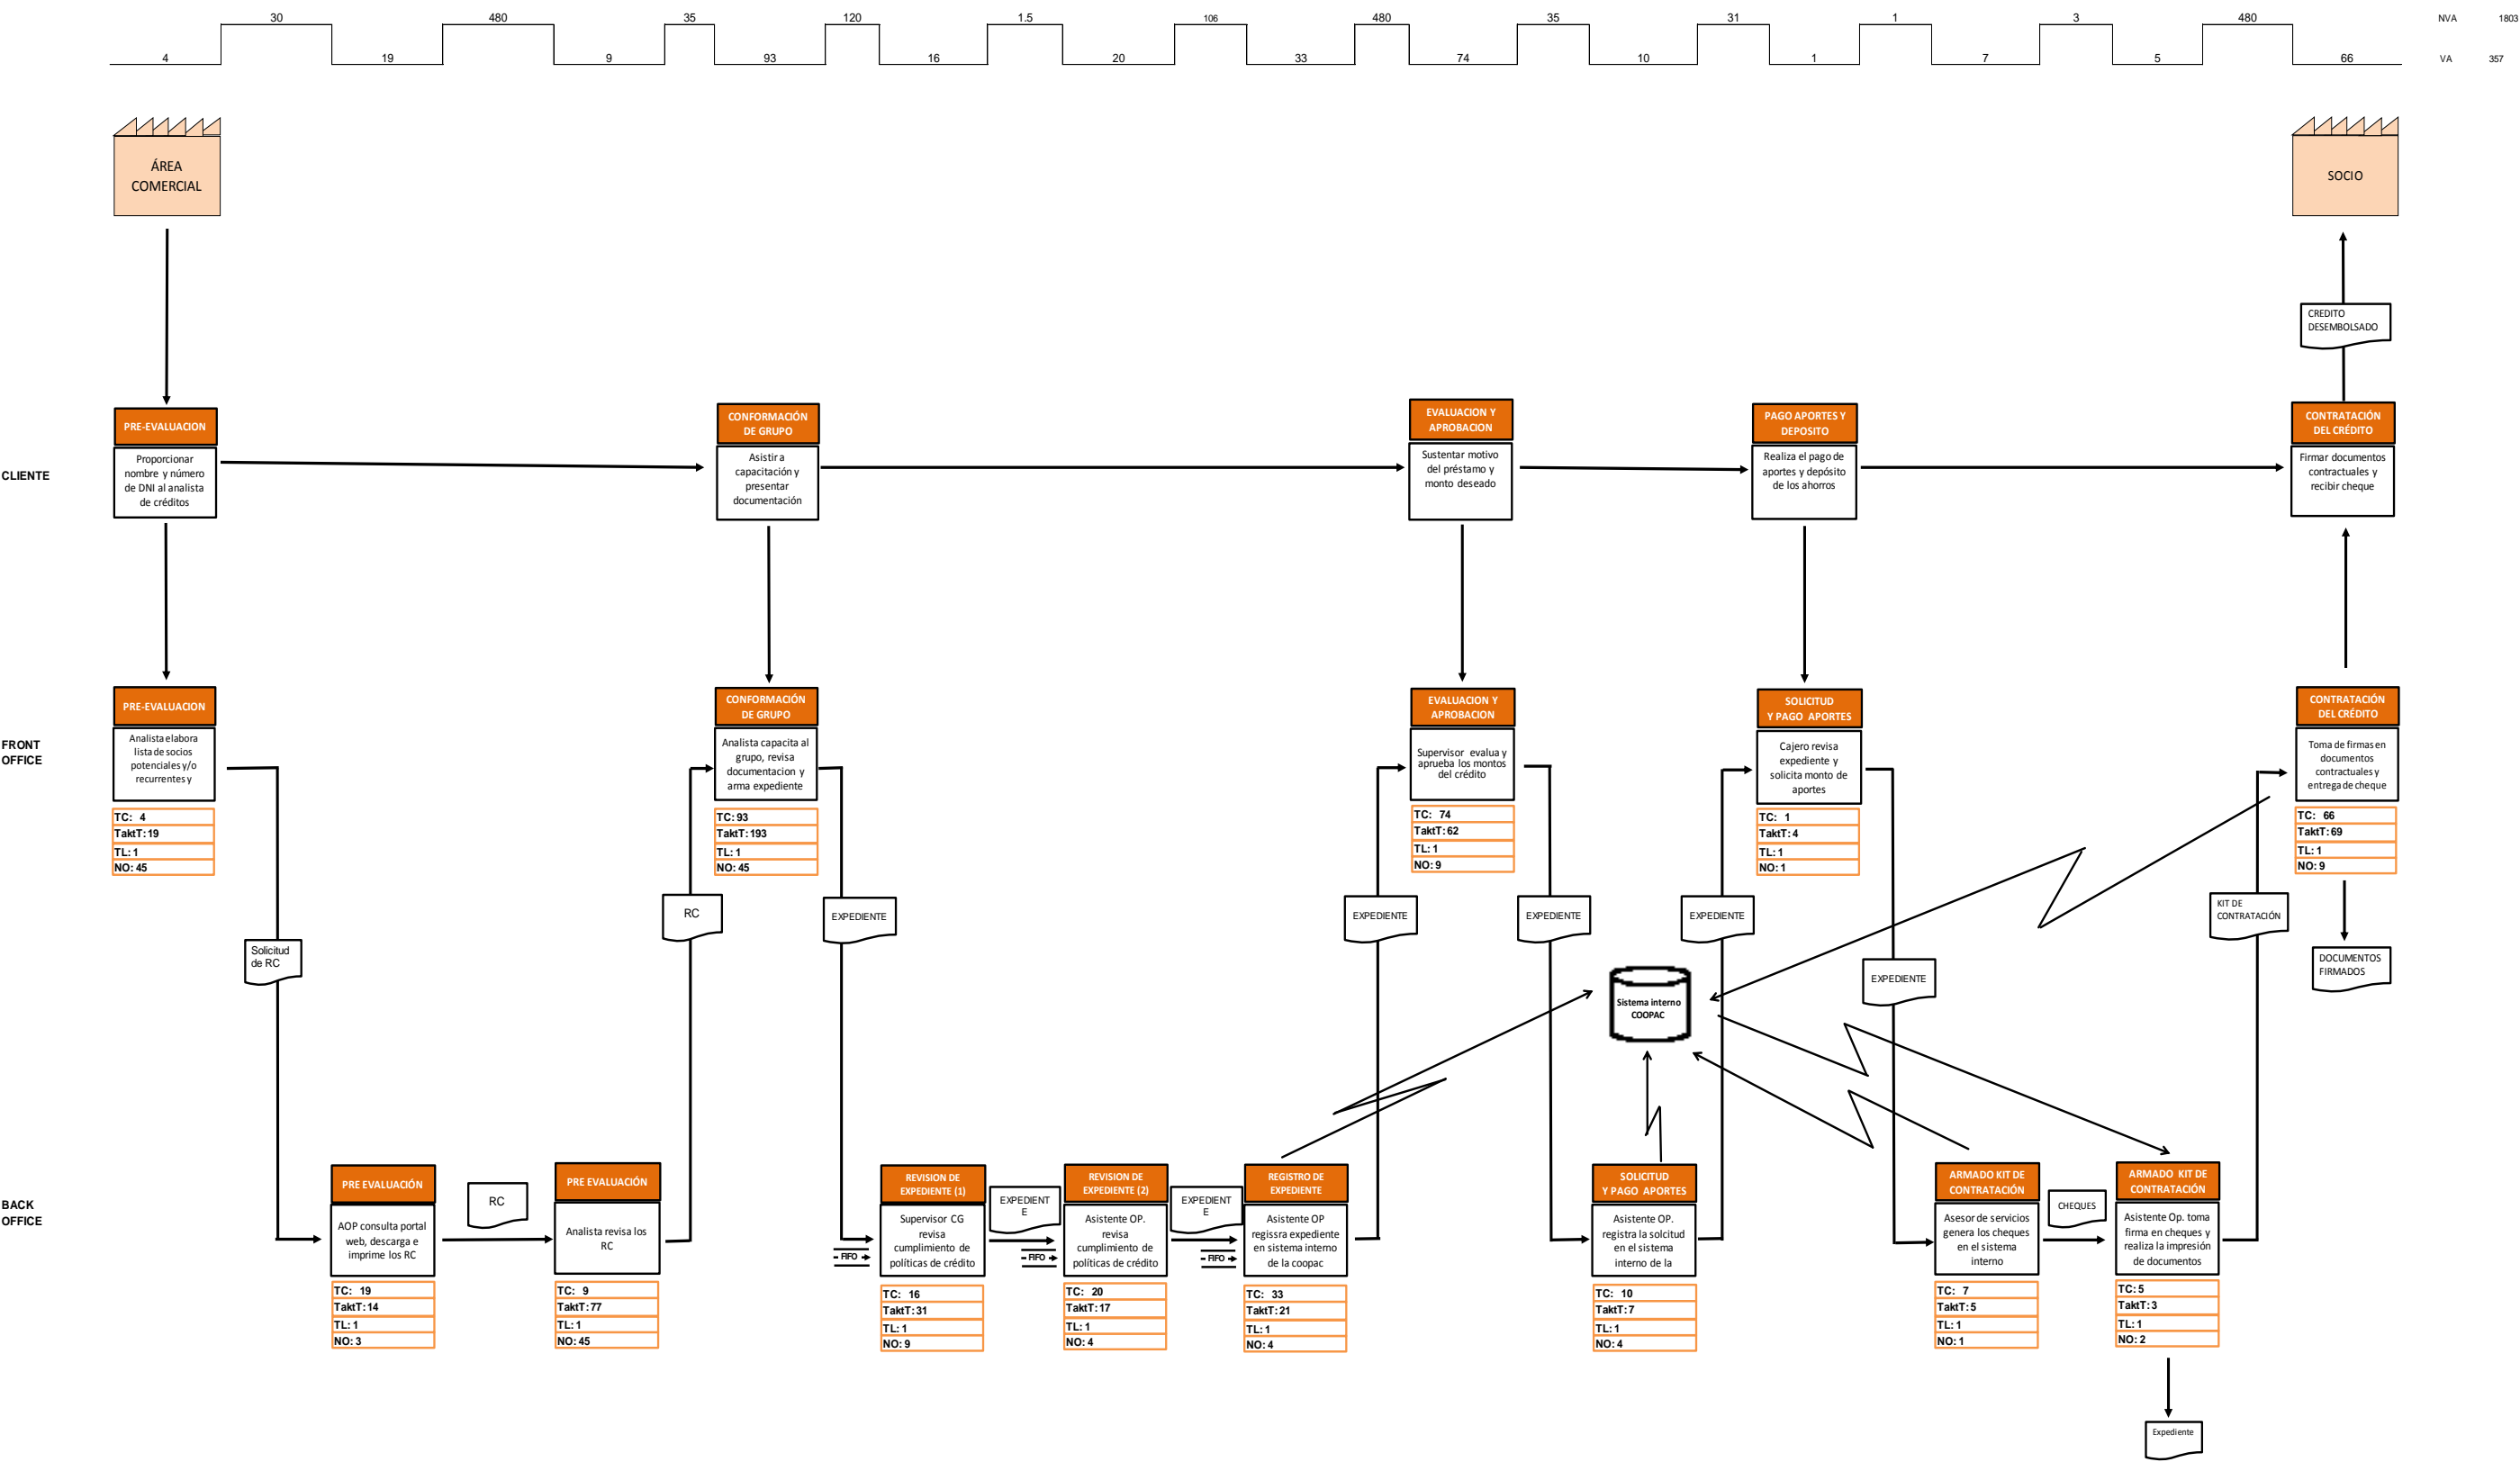 30
480
35
120
1.5
106
480
35
31
1
3
480
NVA 1803
4
19
9
93
16
20
33
74
10
1
7
5
66
VA 357
ÁREA
COMERCIAL
SOCIO
CREDITO
DESEMBOLSADO
CLIENTE
PRE-EVALUACION
Proporcionar
nombre y número
de DNI al analista
de créditos
CONFORMACIÓN
DE GRUPO
Asistir a
capacitación y
presentar
documentación
EVALUACION Y
APROBACION
Sustentar motivo
del préstamo y
monto deseado
PAGO APORTES Y
DEPOSITO
Realiza el pago de
aportes y depósito
de los ahorros
CONTRATACIÓN
DEL CRÉDITO
Firmar documentos
contractuales y
recibir cheque
FRONT
OFFICE
PRE-EVALUACION
Analista elabora
lista de socios
potenciales y/o
recurrentes y
TC: 4
TaktT: 19
TL: 1
NO: 45
CONFORMACIÓN
DE GRUPO
Analista capacita al
grupo, revisa
documentacion y
arma expediente
TC: 93
TaktT: 193
TL: 1
NO: 45
EVALUACION Y
APROBACION
Supervisor evalua y
aprueba los montos
del crédito
TC: 74
TaktT: 62
TL: 1
NO: 9
SOLICITUD
Y PAGO APORTES
Cajero revisa
expediente y
solicita monto de
aportes
TC: 1
TaktT: 4
TL: 1
NO: 1
CONTRATACIÓN
DEL CRÉDITO
Toma de firmas en
documentos
contractuales y
entrega de cheque
TC: 66
TaktT: 69
TL: 1
NO: 9
Solicitud
de RC
RC
EXPEDIENTE
EXPEDIENTE
EXPEDIENTE
EXPEDIENTE
EXPEDIENTE
KIT DE
CONTRATACIÓN
DOCUMENTOS
FIRMADOS
Sistema interno
COOPAC
BACK
OFFICE
PRE EVALUACIÓN
AOP consulta portal
web, descarga e
imprime los RC
TC: 19
TaktT: 14
TL: 1
NO: 3
RC
PRE EVALUACIÓN
Analista revisa los
RC
TC: 9
TaktT: 77
TL: 1
NO: 45
FIFO
REVISION DE
EXPEDIENTE (1)
Supervisor CG
revisa
cumplimiento de
políticas de crédito
TC: 16
TaktT: 31
TL: 1
NO: 9
EXPEDIENT
E
FIFO
REVISION DE
EXPEDIENTE (2)
Asistente OP.
revisa
cumplimiento de
políticas de crédito
TC: 20
TaktT: 17
TL: 1
NO: 4
EXPEDIENT
E
FIFO
REGISTRO DE
EXPEDIENTE
Asistente OP
regissra expediente
en sistema interno
de la coopac
TC: 33
TaktT: 21
TL: 1
NO: 4
SOLICITUD
Y PAGO APORTES
Asistente OP.
registra la solcitud
en el sistema
interno de la
TC: 10
TaktT: 7
TL: 1
NO: 4
ARMADO KIT DE
CONTRATACIÓN
Asesor de servicios
genera los cheques
en el sistema
interno
TC: 7
TaktT: 5
TL: 1
NO: 1
CHEQUES
ARMADO KIT DE
CONTRATACIÓN
Asistente Op. toma
firma en cheques y
realiza la impresión
de documentos
TC: 5
TaktT: 3
TL: 1
NO: 2
Expediente